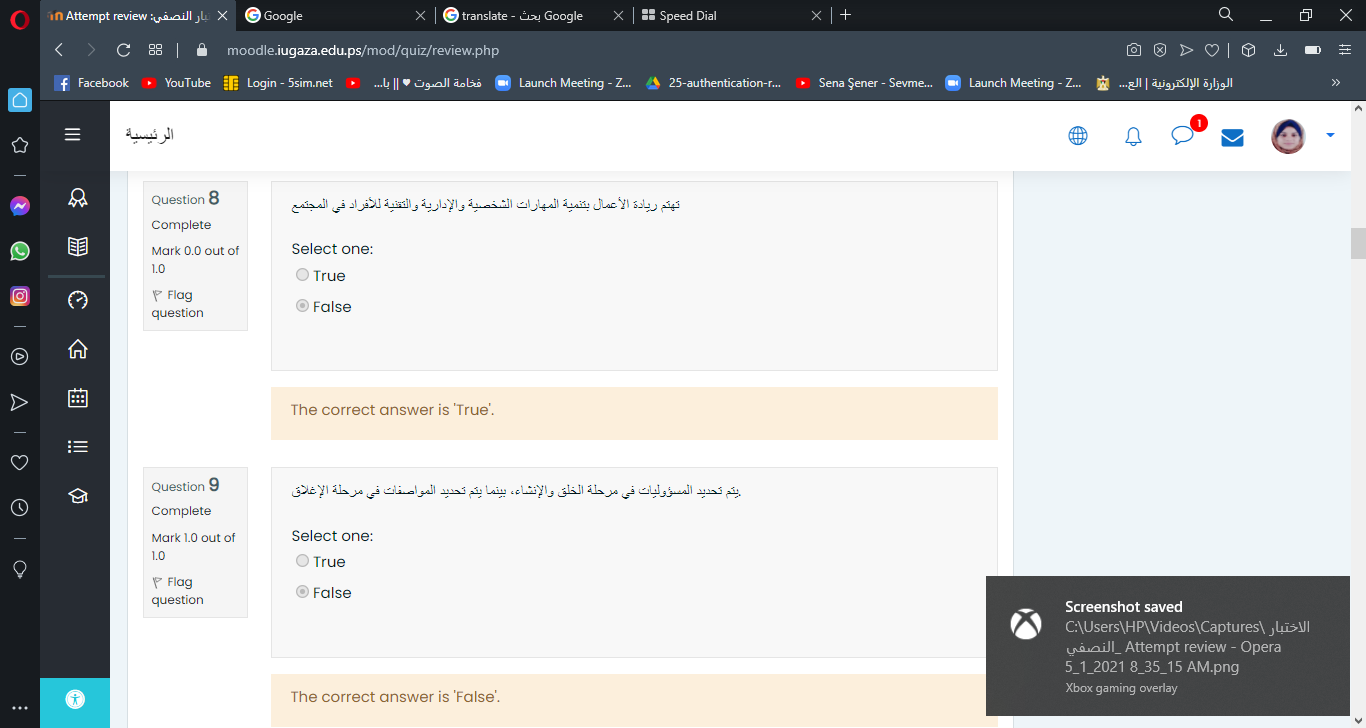 Attempt review :بار النصفي
Google
translate - بحث Google
Speed Dial
moodle.iugaza.edu.ps/mod/quiz/review.php
Facebook
YouTube
Login - 5sim.net
فخامة الصوت ♥ || با...
Launch Meeting - Z...
25-authentication-r...
Sena Şener - Sevme...
Launch Meeting - Z...
الوزارة الإلكترونية | الع...
الرئيسية
1
Question 8
Complete
Mark 0.0 out of
1.0
Flag
question
تهتم ريادة الأعمال بتنمية المهارات الشخصية والإدارية والتقنية للأفراد في المجتمع
Select one:
True
False
The correct answer is 'True'.
Question 9
Complete
Mark 1.0 out of
1.0
Flag
question
يتم تحديد المسؤوليات في مرحلة الخلق والإنشاء، بينما يتم تحديد المواصفات في مرحلة الإغلاق.
Select one:
True
False
The correct answer is 'False'.
Screenshot saved
C:\Users\HP\Videos\Captures\ الاختبار
النصفي_ Attempt review - Opera
5_1_2021 8_35_15 AM.png
Xbox gaming overlay